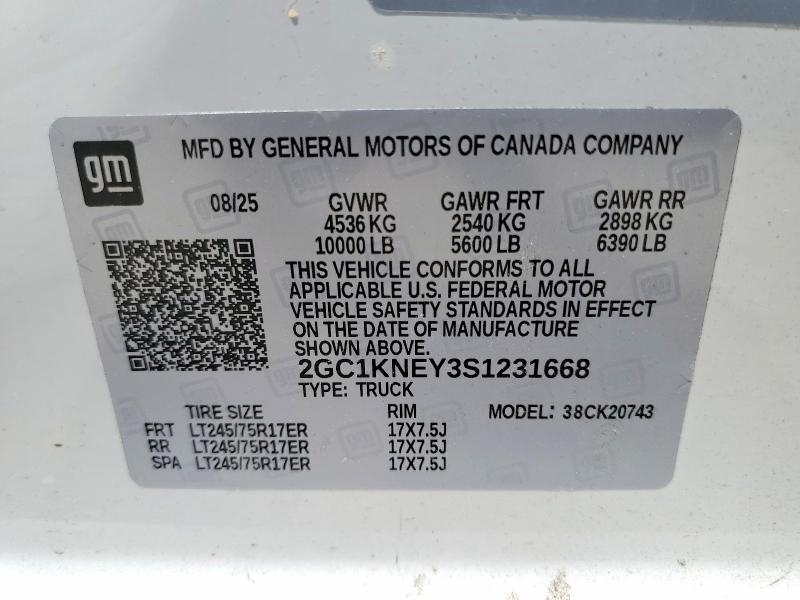 gm
MFD BY GENERAL MOTORS OF CANADA COMPANY
08/25 GVWR GAWR FRT GAWR RR
4536 KG 2540 KG 2898 KG
10000 LB 5600 LB 6390 LB
THIS VEHICLE CONFORMS TO ALL
APPLICABLE U.S. FEDERAL MOTOR
VEHICLE SAFETY STANDARDS IN EFFECT
ON THE DATE OF MANUFACTURE
SHOWN ABOVE.
2GC1KNEY3S1231668
TYPE: TRUCK
TIRE SIZE RIM MODEL: 38CK20743
FRT LT245/75R17ER 17X7.5J
RR LT245/75R17ER 17X7.5J
SPA LT245/75R17ER 17X7.5J